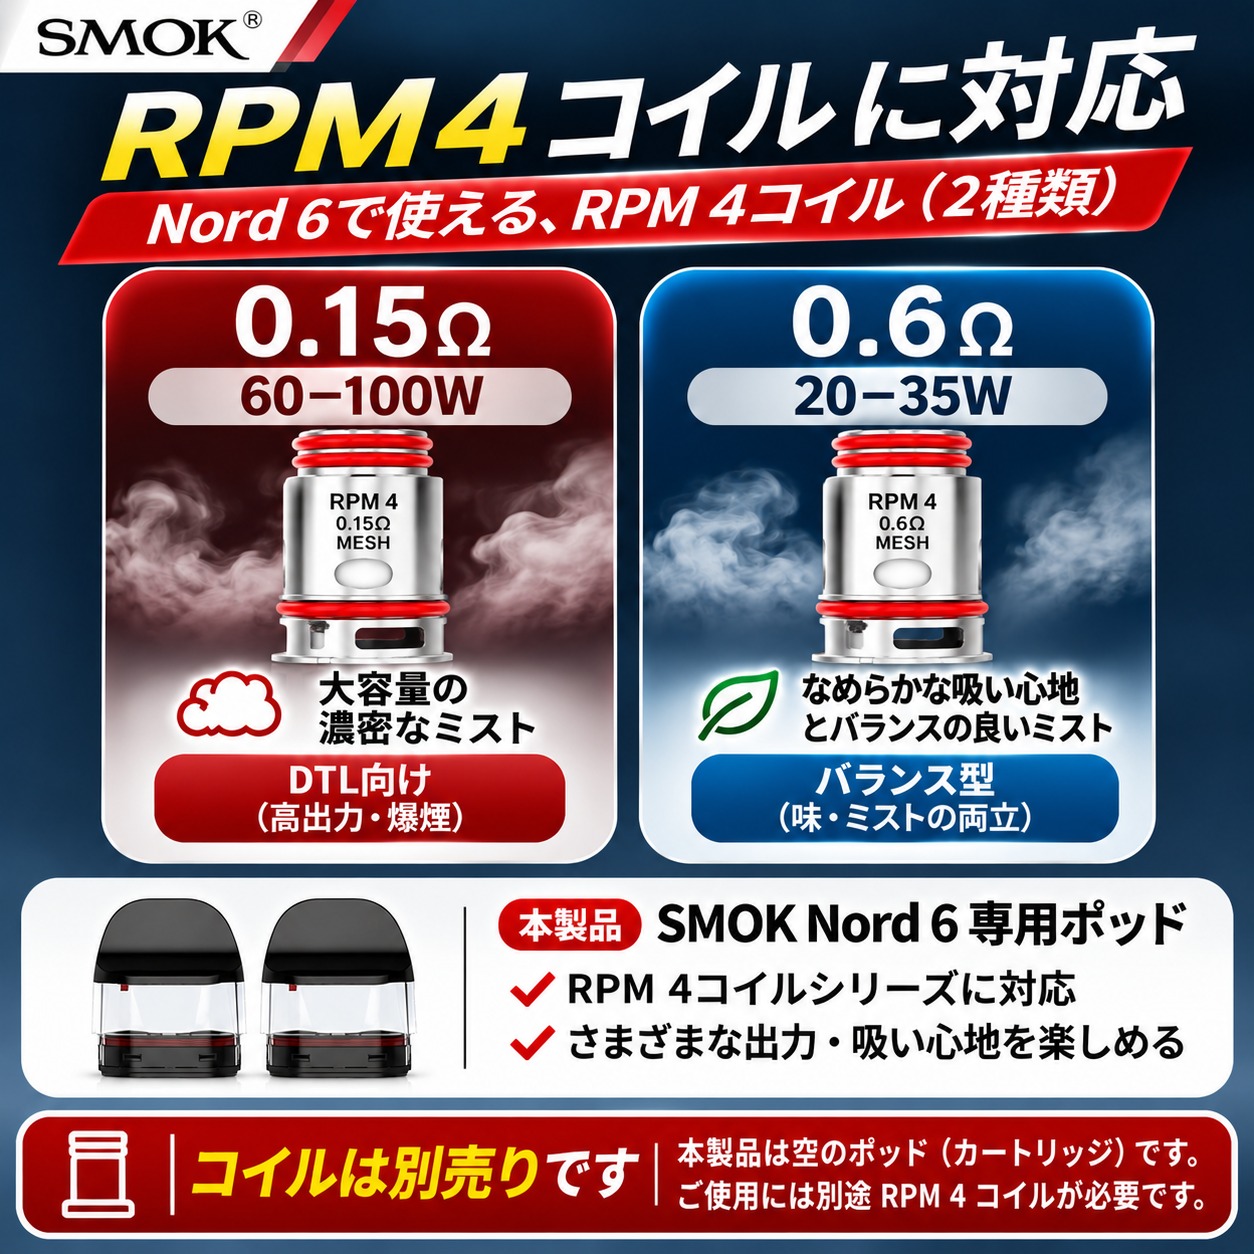 SMOK®
RPM 4 コイルに対応
Nord 6で使える、RPM 4コイル（2種類）
0.15Ω
60－100W
RPM 4
0.15Ω
MESH
大容量の
濃密なミスト
DTL向け
（高出力・爆煙）
0.6Ω
20－35W
RPM 4
0.6Ω
MESH
なめらかな吸い心地
とバランスの良いミスト
バランス型
（味・ミストの両立）
本製品 SMOK Nord 6 専用ポッド
RPM 4コイルシリーズに対応
さまざまな出力・吸い心地を楽しめる
コイルは別売りです
本製品は空のポッド（カートリッジ）です。
ご使用には別途 RPM 4 コイルが必要です。